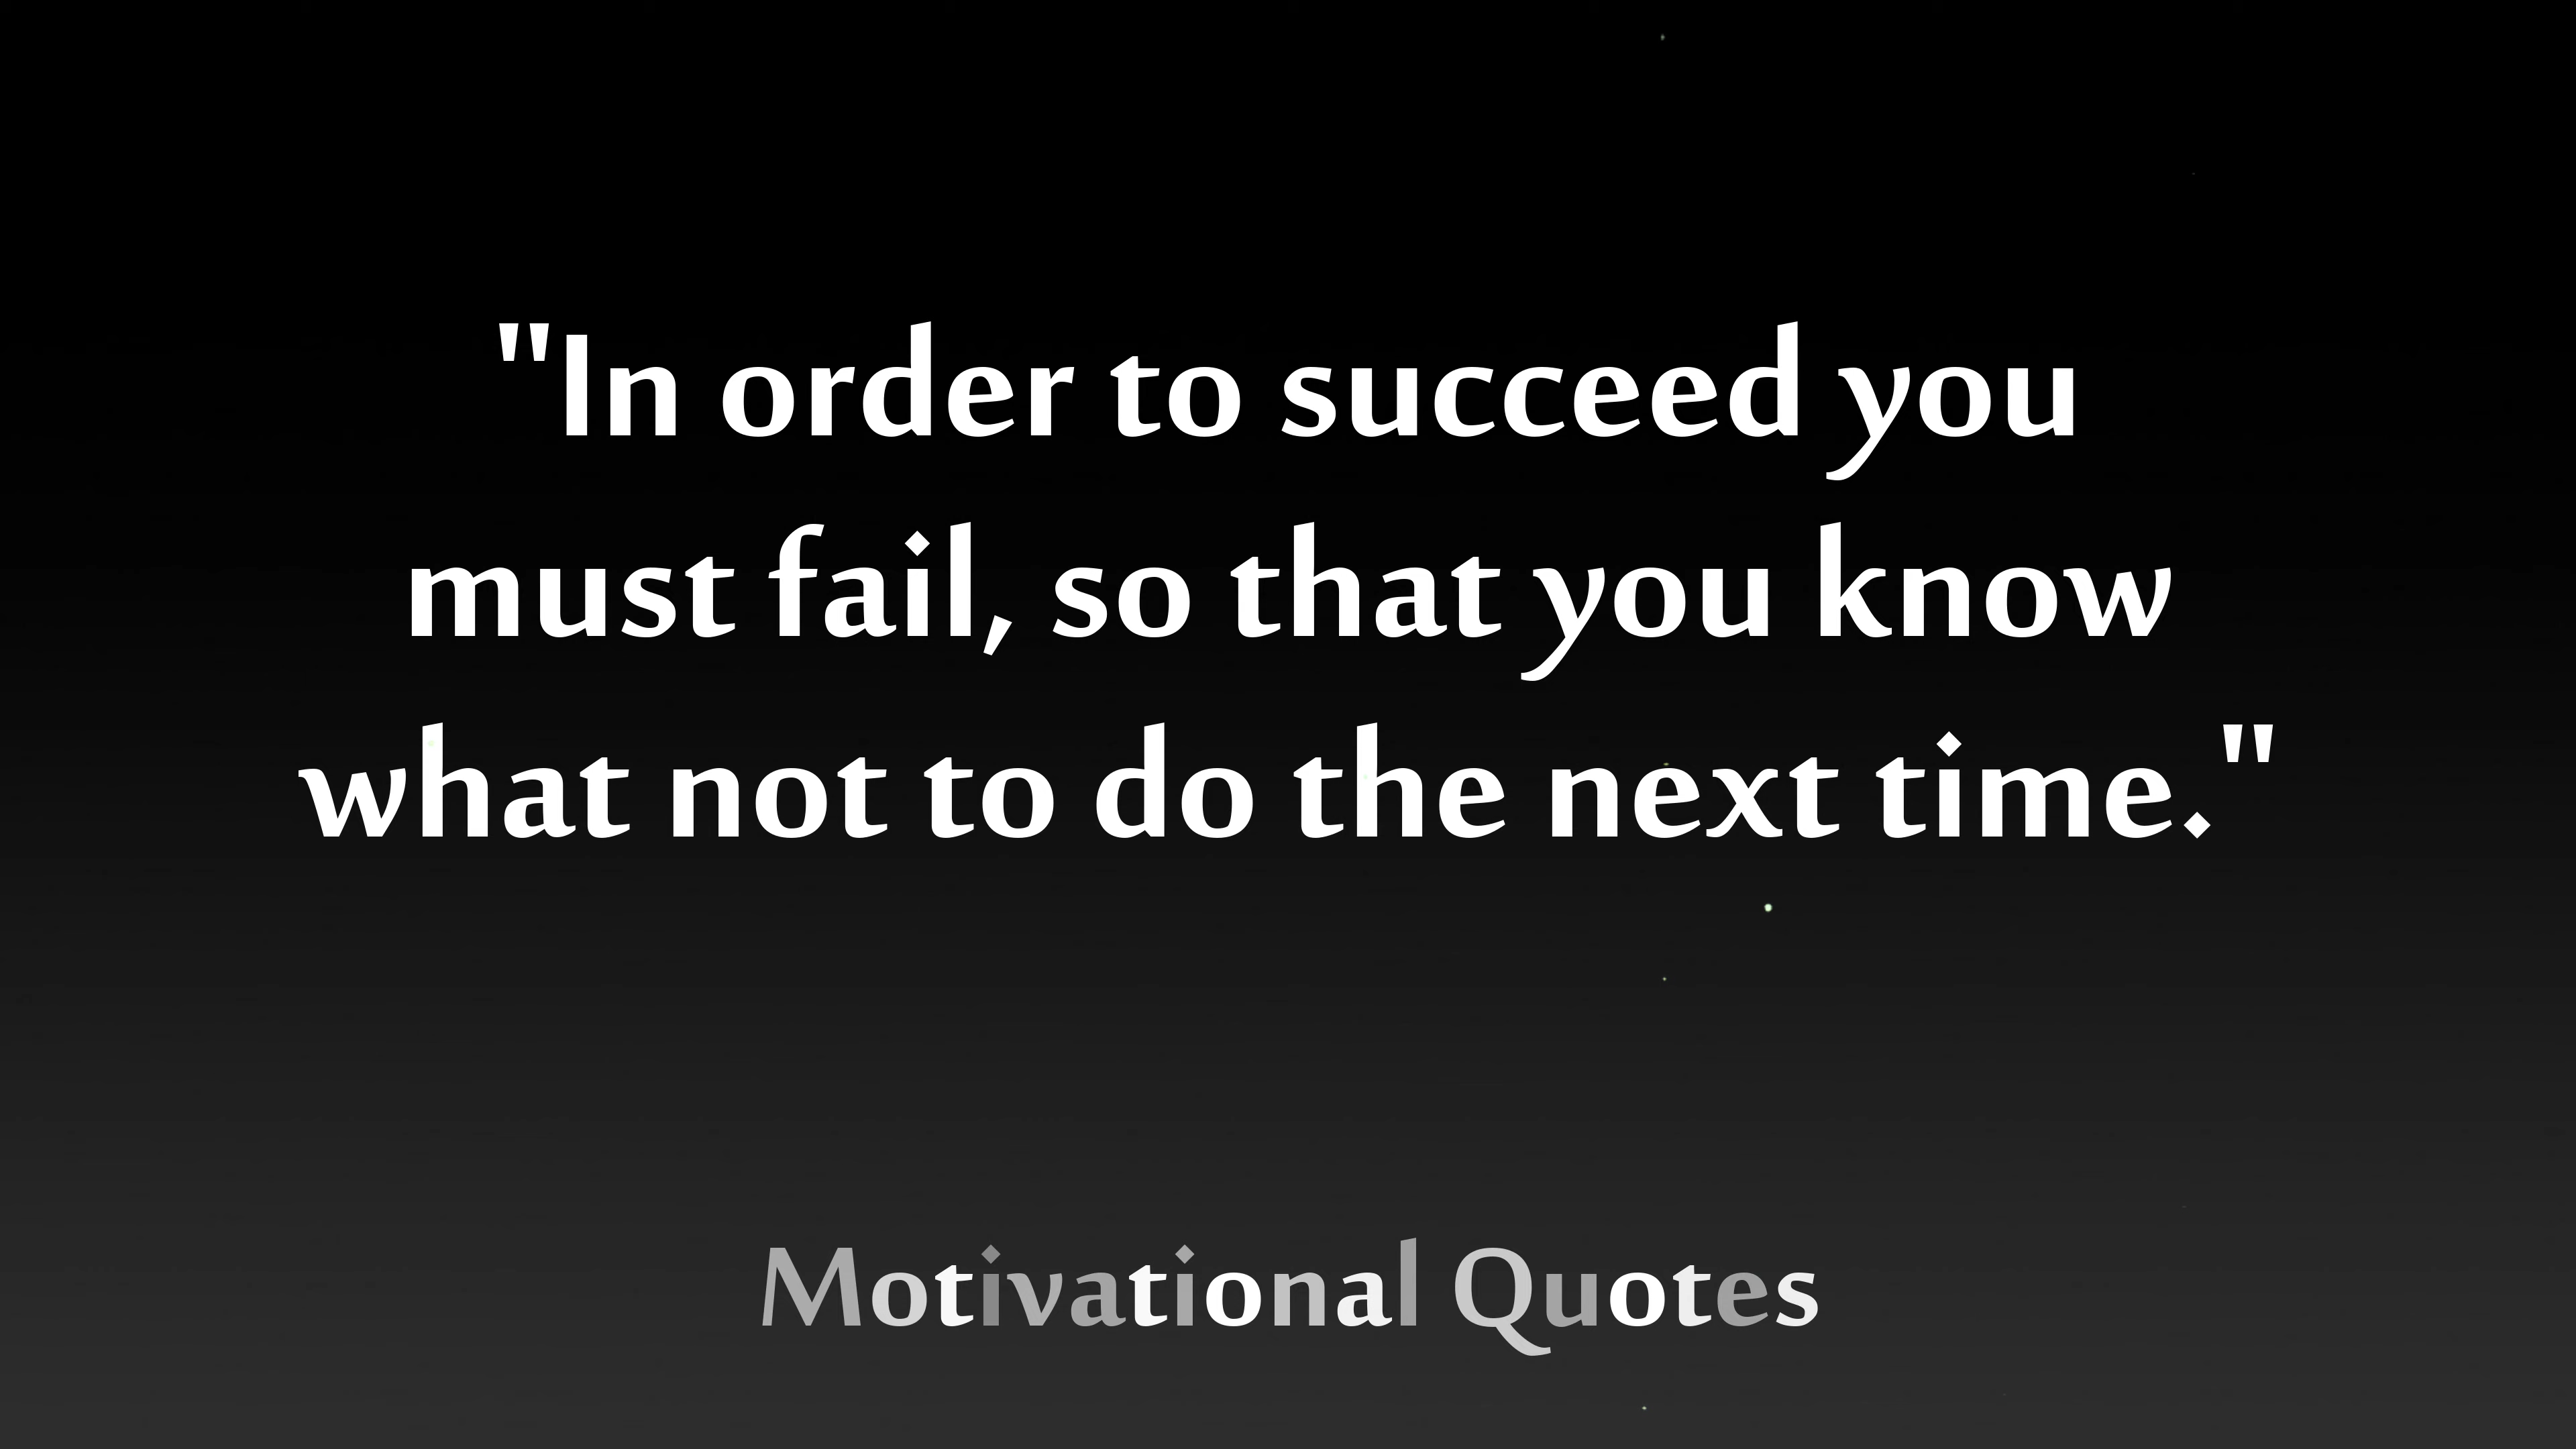 "In order to succeed you
must fail, so that you know
what not to do the next time."
Motivational Quotes